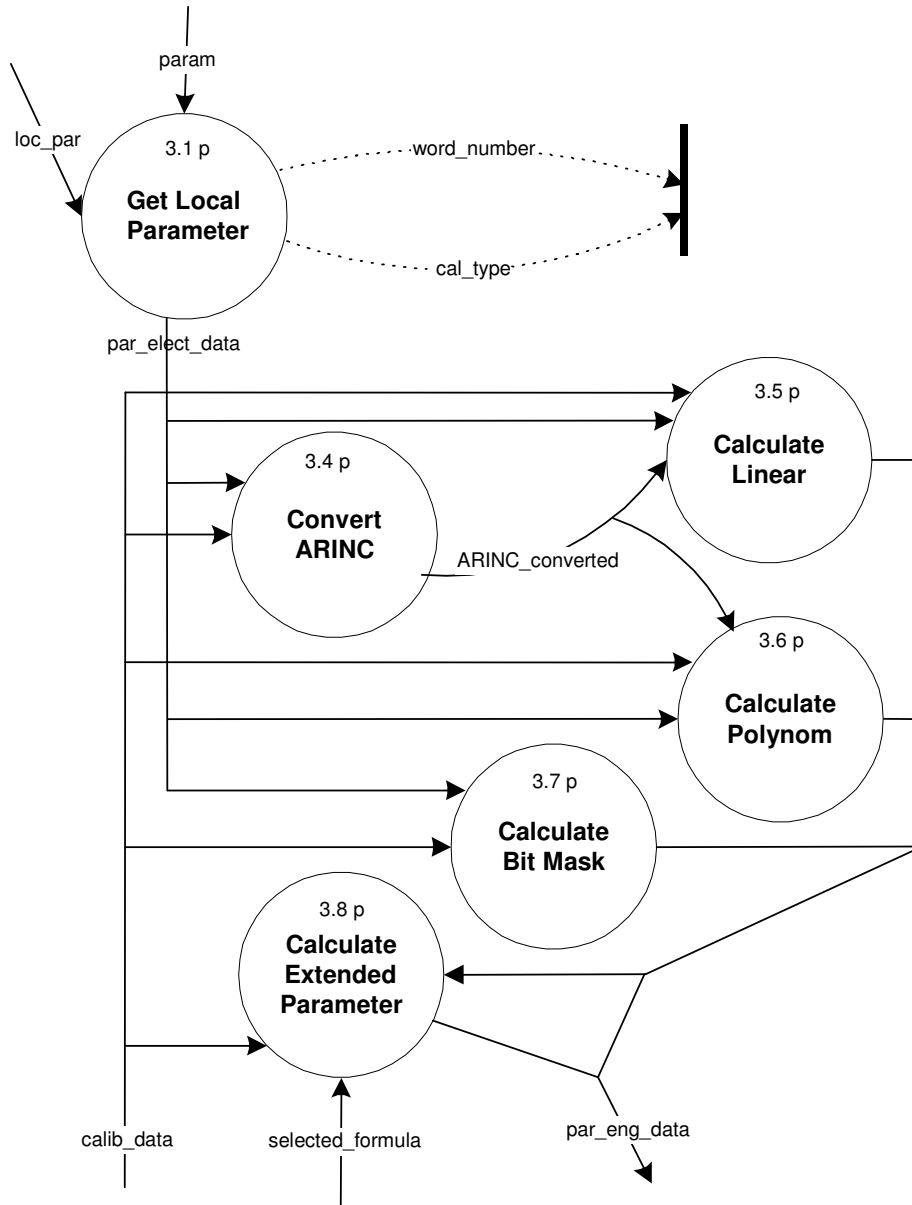 param
loc_par
3.1 p
Get Local
Parameter
word_number
cal_type
par_elect_data
3.5 p
Calculate
Linear
3.4 p
Convert
ARINC
ARINC_converted
3.6 p
Calculate
Polynom
3.7 p
Calculate
Bit Mask
3.8 p
Calculate
Extended
Parameter
calib_data
selected_formula
par_eng_data